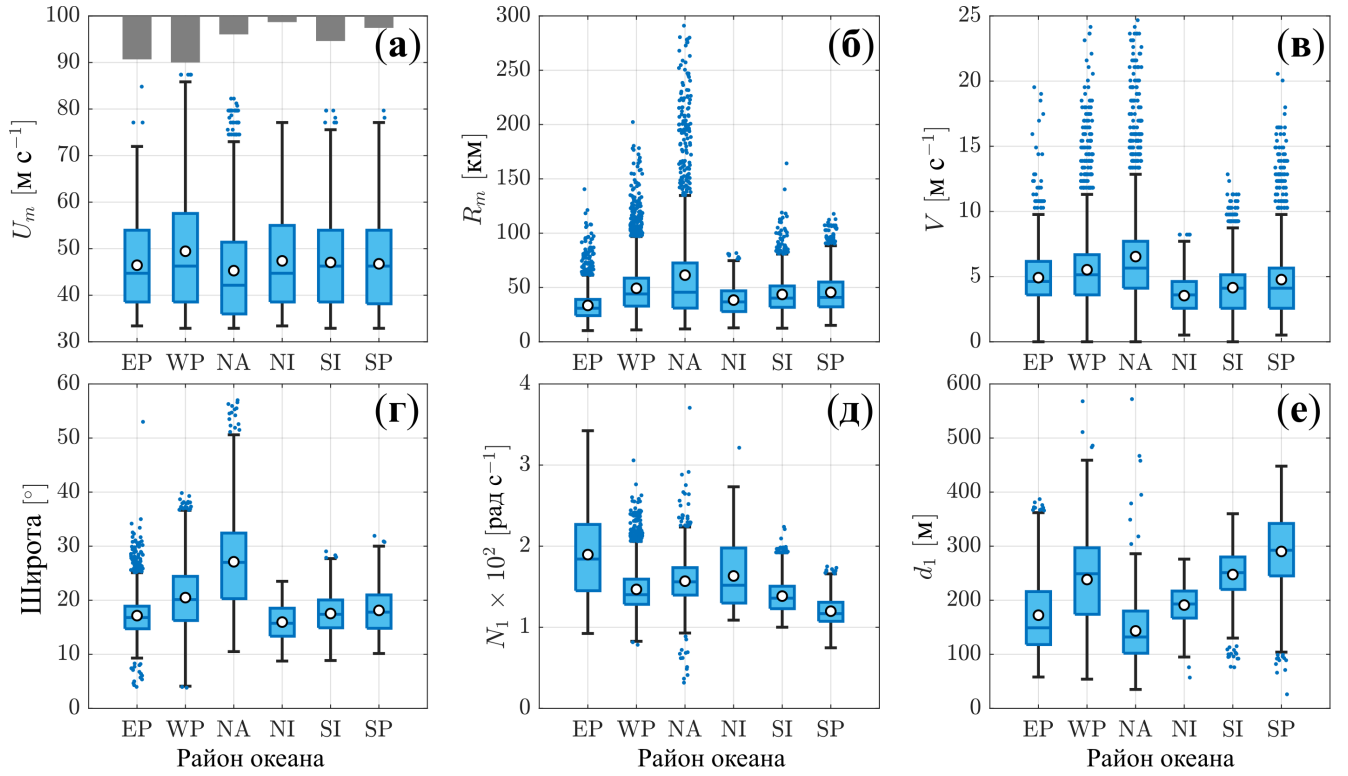 100
90
80
70
60
50
40
30
U_m [м с⁻¹]
(а)
EP WP NA NI SI SP
300
250
200
150
100
50
0
R_m [км]
(б)
EP WP NA NI SI SP
25
20
15
10
5
0
V [м с⁻¹]
(в)
EP WP NA NI SI SP
60
50
40
30
20
10
0
Широта [°]
(г)
EP WP NA NI SI SP
Район океана
4
3
2
1
0
N₁ × 10² [рад с⁻¹]
(д)
EP WP NA NI SI SP
Район океана
600
500
400
300
200
100
0
d₁ [м]
(е)
EP WP NA NI SI SP
Район океана